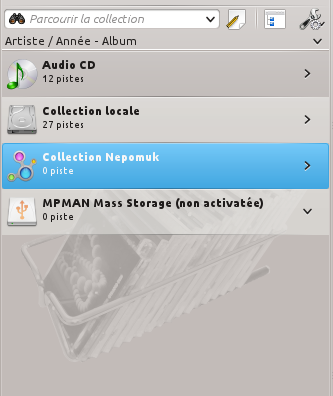 Parcourir la collection
Artiste / Année - Album
Audio CD
12 pistes
Collection locale
27 pistes
Collection Nepomuk
0 piste
MPMAN Mass Storage (non activatée)
0 piste